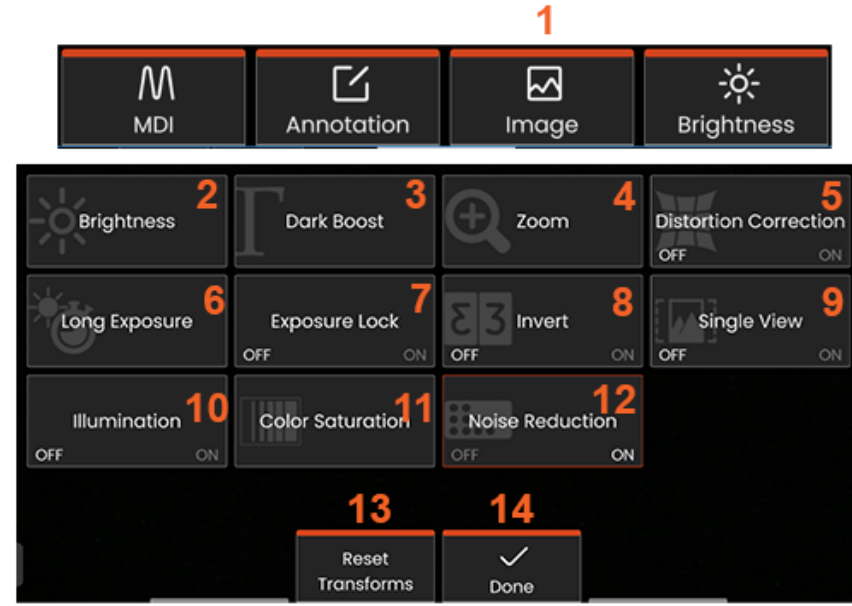 1
MDI Annotation Image Brightness
2 3 4 5
Brightness Dark Boost Zoom Distortion Correction
OFF ON
6 7 8 9
Long Exposure Exposure Lock Invert Single View
OFF ON OFF ON OFF ON
10 11 12
Illumination Color Saturation Noise Reduction
OFF ON OFF ON
13 14
Reset
Transforms Done